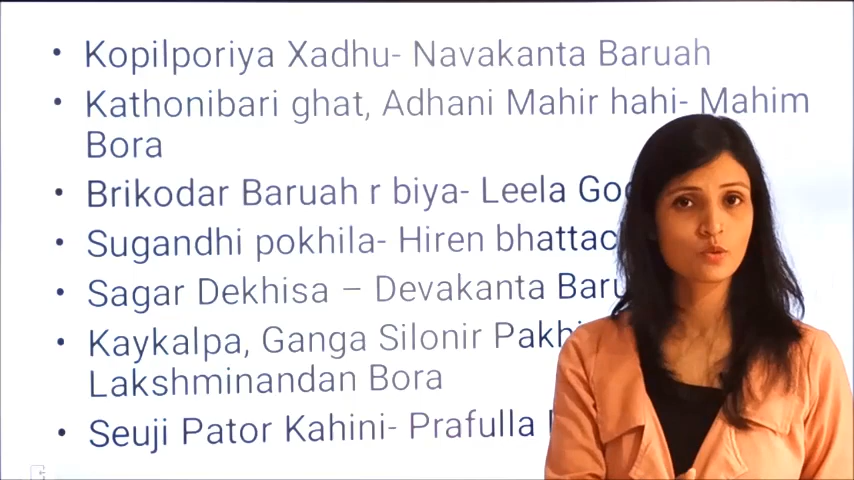 • Kopilporiya Xadhu- Navakanta Baruah
• Kathonibari ghat, Adhani Mahir hahi- Mahim
Bora
• Brikodar Baruah r biya- Leela
• Sugandhi pokhila- Hiren
• Sagar Dekhisa – Devakanta
• Kaykalpa, Ganga Silonir
Lakshminandan Bora
• Seuji Pator Kahini- Prafulla